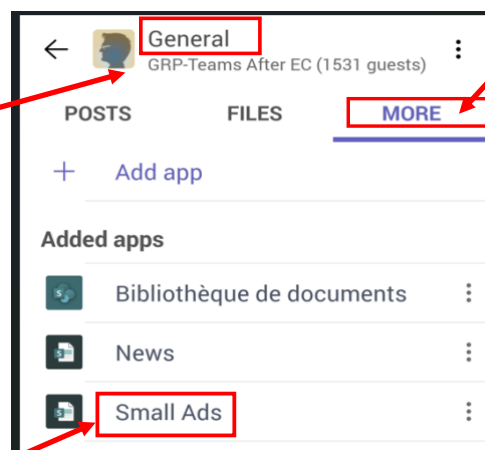 General
GRP-Teams After EC (1531 guests)
POSTS FILES MORE
Add app
Added apps
Bibliothèque de documents
News
Small Ads